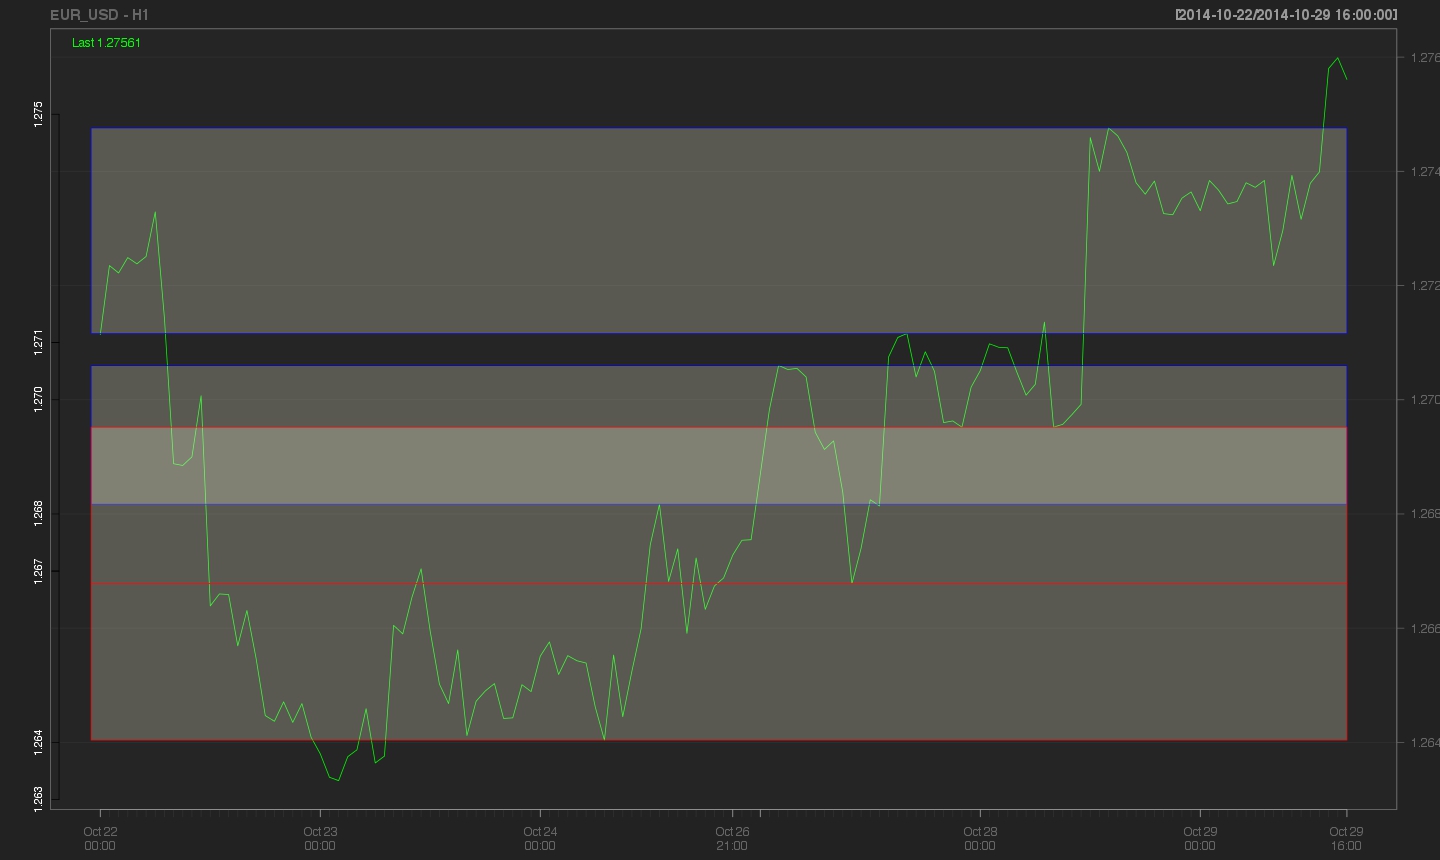 EUR_USD - H1
[2014-10-22/2014-10-29 16:00:00]
Last 1.27561
1.275
1.271
1.270
1.268
1.267
1.264
1.263
1.276
1.274
1.272
1.270
1.268
1.266
1.264
Oct 22
00:00
Oct 23
00:00
Oct 24
00:00
Oct 26
21:00
Oct 28
00:00
Oct 29
00:00
Oct 29
16:00